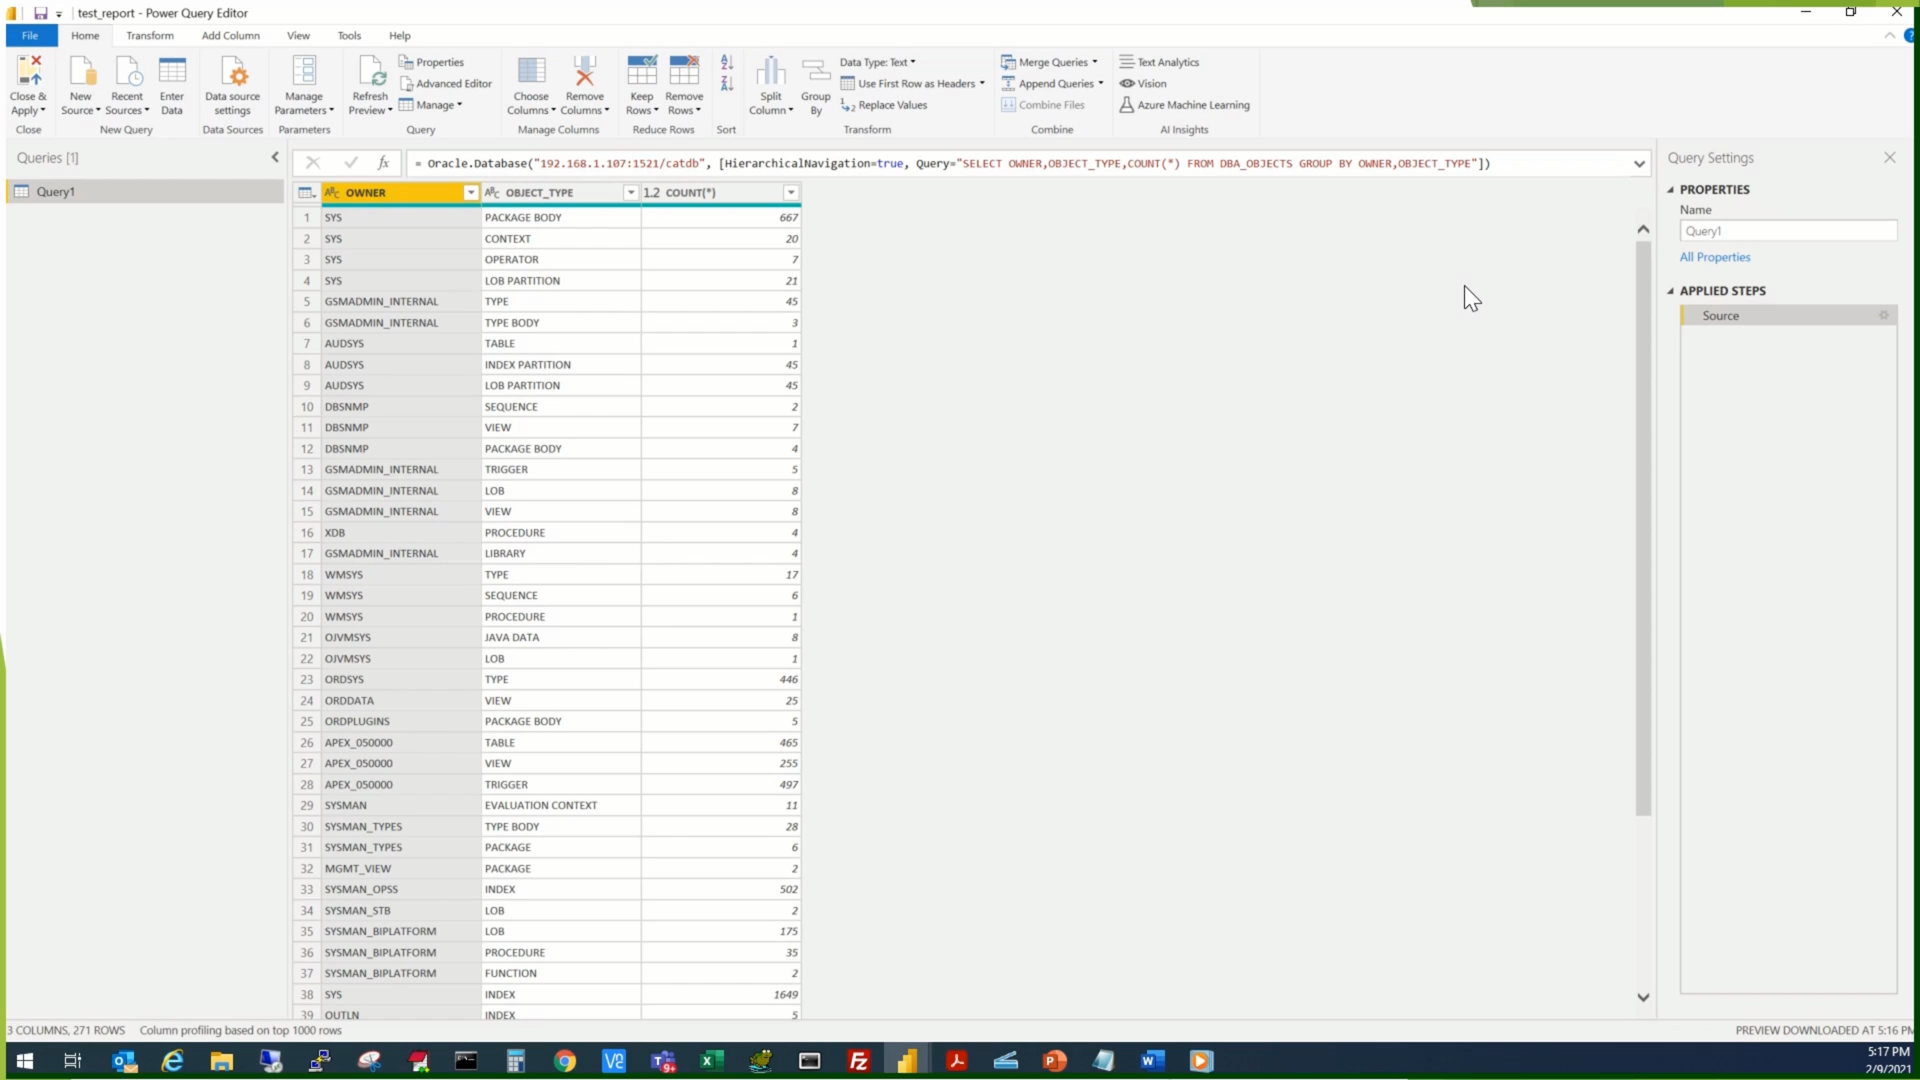 test_report - Power Query Editor
File Home Transform Add Column View Tools Help
Close & Apply
New Source
Recent Sources
Enter Data
Data source settings
Manage Parameters
Refresh Preview
Properties
Advanced Editor
Manage
Choose Columns
Remove Columns
Keep Rows
Remove Rows
Split Column
Group By
Data Type: Text
Use First Row as Headers
Replace Values
Merge Queries
Append Queries
Combine Files
Text Analytics
Vision
Azure Machine Learning
Close New Query Data Sources Parameters Query Manage Columns Reduce Rows Sort Transform Combine AI Insights
Queries [1]
Query1
= Oracle.Database("192.168.1.107:1521/catdb", [HierarchicalNavigation=true, Query="SELECT OWNER,OBJECT_TYPE,COUNT(*) FROM DBA_OBJECTS GROUP BY OWNER,OBJECT_TYPE"])
OWNER OBJECT_TYPE 1.2 COUNT(*)
1 SYS PACKAGE BODY 667
2 SYS CONTEXT 20
3 SYS OPERATOR 7
4 SYS LOB PARTITION 21
5 GSMADMIN_INTERNAL TYPE 45
6 GSMADMIN_INTERNAL TYPE BODY 3
7 AUDSYS TABLE 1
8 AUDSYS INDEX PARTITION 45
9 AUDSYS LOB PARTITION 45
10 DBSNMP SEQUENCE 2
11 DBSNMP VIEW 7
12 DBSNMP PACKAGE BODY 4
13 GSMADMIN_INTERNAL TRIGGER 5
14 GSMADMIN_INTERNAL LOB 8
15 GSMADMIN_INTERNAL VIEW 8
16 XDB PROCEDURE 4
17 GSMADMIN_INTERNAL LIBRARY 4
18 WMSYS TYPE 17
19 WMSYS SEQUENCE 6
20 WMSYS PROCEDURE 1
21 OJVMSYS JAVA DATA 8
22 OJVMSYS LOB 1
23 ORDSYS TYPE 446
24 ORDDATA VIEW 25
25 ORDPLUGINS PACKAGE BODY 5
26 APEX_050000 TABLE 465
27 APEX_050000 VIEW 255
28 APEX_050000 TRIGGER 497
29 SYSMAN EVALUATION CONTEXT 11
30 SYSMAN_TYPES TYPE BODY 28
31 SYSMAN_TYPES PACKAGE 6
32 MGMT_VIEW PACKAGE 2
33 SYSMAN_OPSS INDEX 502
34 SYSMAN_STB LOB 2
35 SYSMAN_BIPLATFORM LOB 175
36 SYSMAN_BIPLATFORM PROCEDURE 35
37 SYSMAN_BIPLATFORM FUNCTION 2
38 SYS INDEX 1649
39 OUTLN INDEX 5
Query Settings
PROPERTIES
Name
Query1
All Properties
APPLIED STEPS
Source
3 COLUMNS, 271 ROWS Column profiling based on top 1000 rows
PREVIEW DOWNLOADED AT 5:16 PM
5:17 PM
2/9/2021